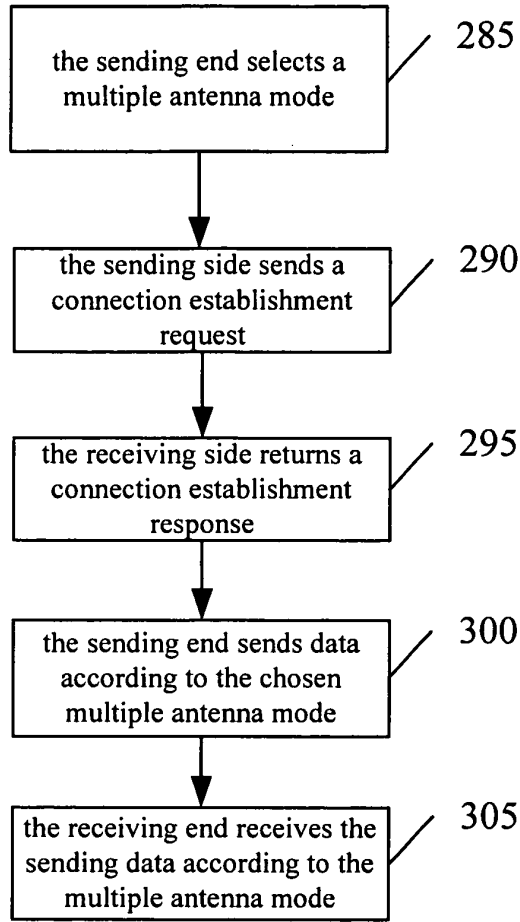 285
the sending end selects a
multiple antenna mode
290
the sending side sends a
connection establishment
request
295
the receiving side returns a
connection establishment
response
300
the sending end sends data
according to the chosen
multiple antenna mode
305
the receiving end receives the
sending data according to the
multiple antenna mode